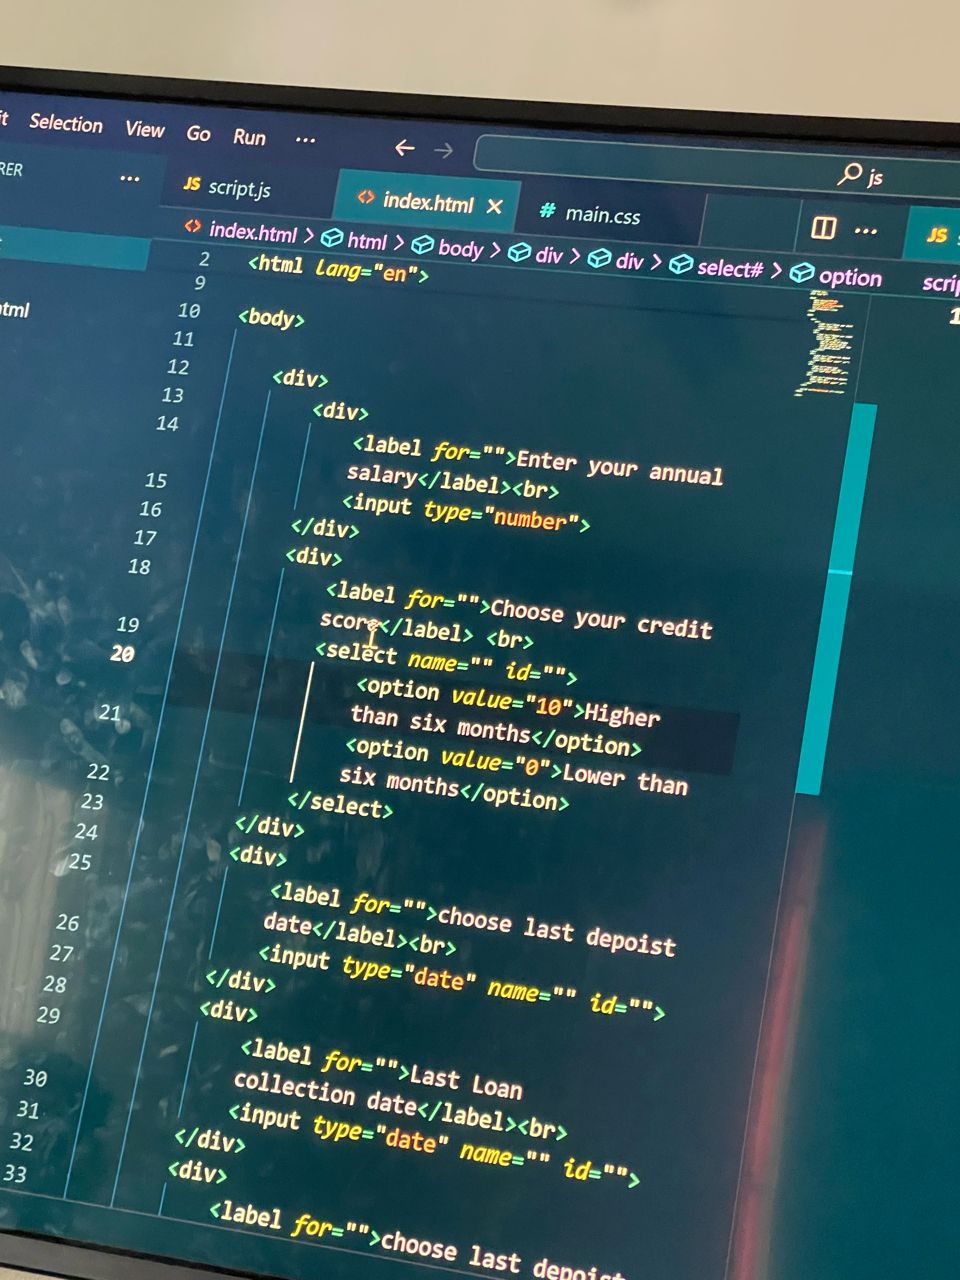 it Selection View Go Run ··· ← → js
RER ···
JS script.js <> index.html × # main.css ··· JS
<> index.html > html > body > div > div > select# > option
html
2 <html lang="en">
9
10 <body>
11
12 <div>
13 <div>
14 <label for="">Enter your annual
salary</label><br>
15 <input type="number">
16 </div>
17 <div>
18 <label for="">Choose your credit
score</label> <br>
19 <select name="" id="">
20 <option value="10">Higher
than six months</option>
21 <option value="0">Lower than
six months</option>
22 </select>
23 </div>
24 <div>
25 <label for="">choose last depoist
date</label><br>
26 <input type="date" name="" id="">
27 </div>
28 <div>
29 <label for="">Last Loan
collection date</label><br>
30 <input type="date" name="" id="">
31 </div>
32 <div>
33 <label for="">choose last depoist